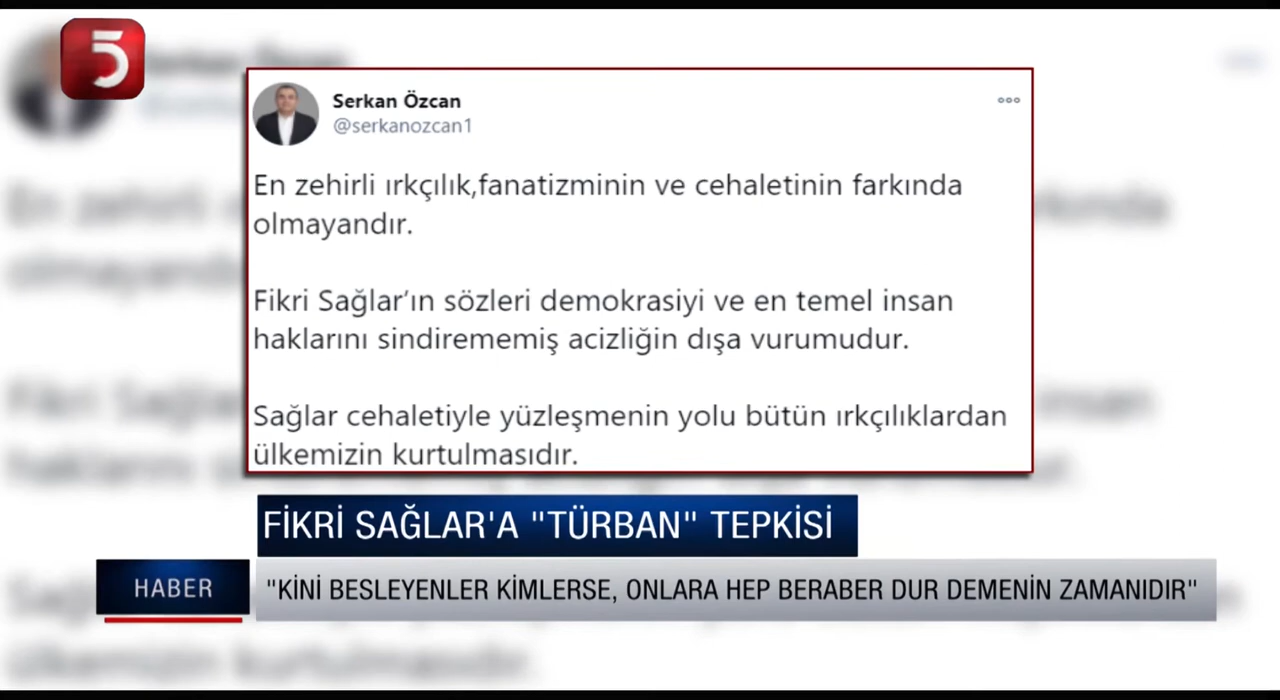 5
Serkan Özcan
@serkanozcan1
En zehirli ırkçılık,fanatizminin ve cehaletinin farkında
olmayandır.
Fikri Sağlar’ın sözleri demokrasiyi ve en temel insan
haklarını sindirememiş acizliğin dışa vurumudur.
Sağlar cehaletiyle yüzleşmenin yolu bütün ırkçılıklardan
ülkemizin kurtulmasıdır.
FİKRİ SAĞLAR'A "TÜRBAN" TEPKİSİ
HABER
"KİNİ BESLEYENLER KİMLERSE, ONLARA HEP BERABER DUR DEMENİN ZAMANIDIR"